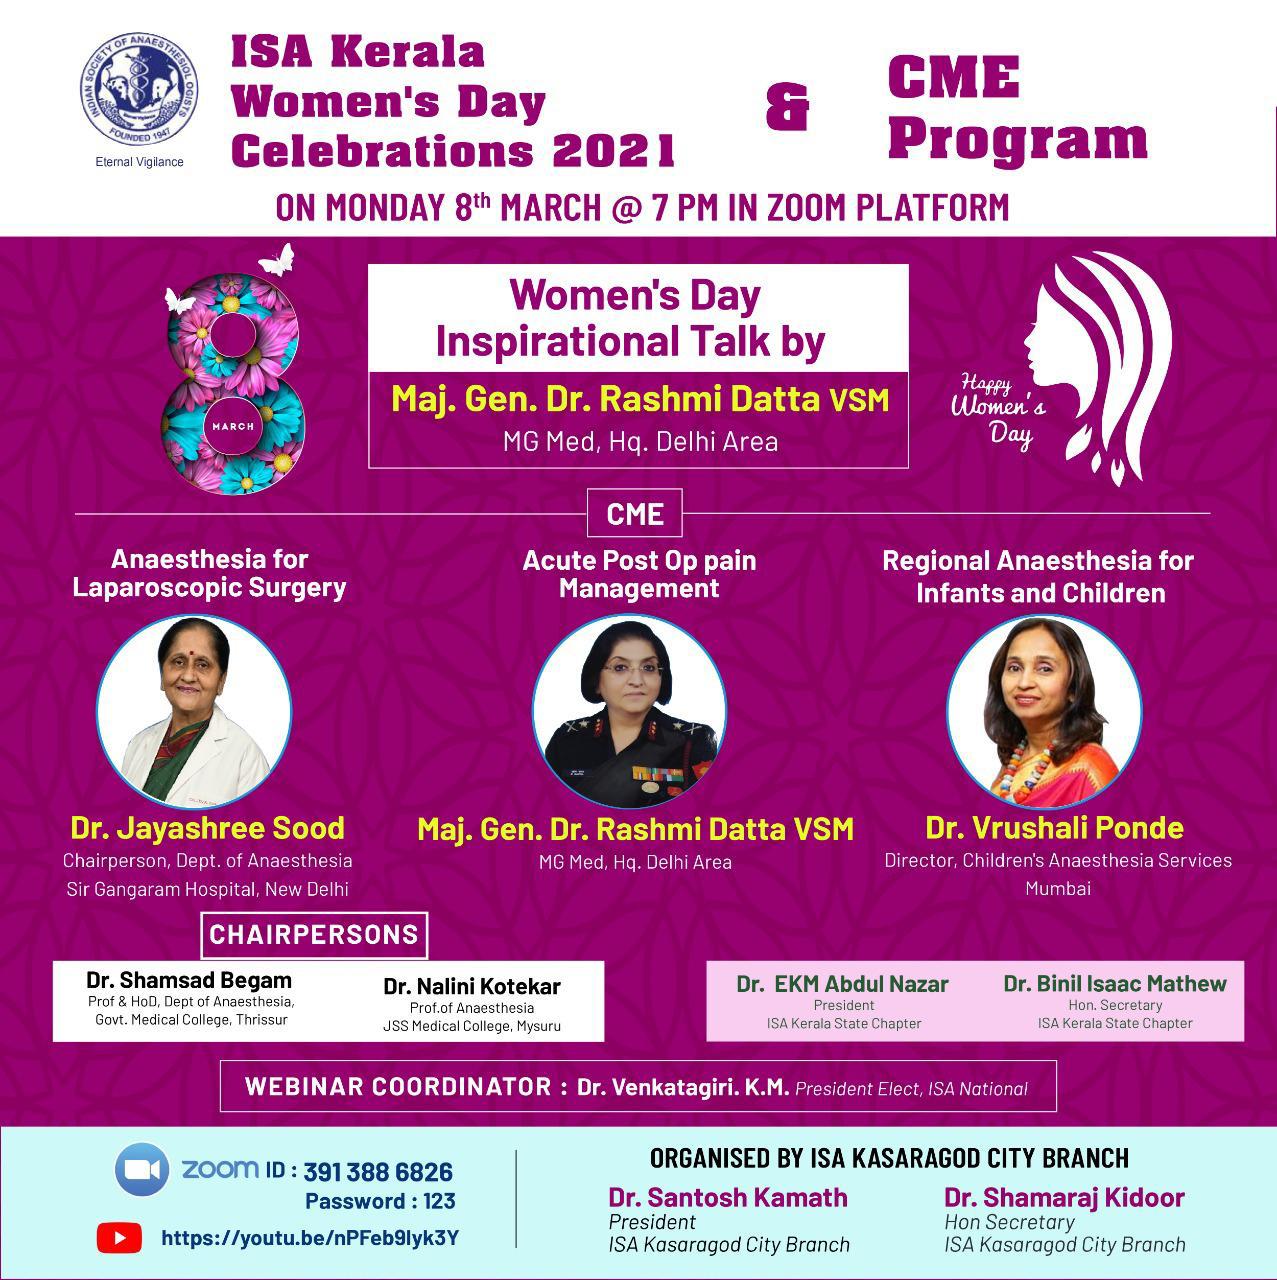 INDIAN SOCIETY OF ANAESTHESIOLOGISTS
FOUNDED 1947
Eternal Vigilance
ISA Kerala
Women's Day
Celebrations 2021
&
CME
Program
ON MONDAY 8th MARCH @ 7 PM IN ZOOM PLATFORM
MARCH
Women's Day
Inspirational Talk by
Maj. Gen. Dr. Rashmi Datta VSM
MG Med, Hq. Delhi Area
Happy
Women's
Day
CME
Anaesthesia for
Laparoscopic Surgery
Dr. Jayashree Sood
Chairperson, Dept. of Anaesthesia
Sir Gangaram Hospital, New Delhi
Acute Post Op pain
Management
Maj. Gen. Dr. Rashmi Datta VSM
MG Med, Hq. Delhi Area
Regional Anaesthesia for
Infants and Children
Dr. Vrushali Ponde
Director, Children's Anaesthesia Services
Mumbai
CHAIRPERSONS
Dr. Shamsad Begam
Prof & HoD, Dept of Anaesthesia,
Govt. Medical College, Thrissur
Dr. Nalini Kotekar
Prof.of Anaesthesia
JSS Medical College, Mysuru
Dr. EKM Abdul Nazar
President
ISA Kerala State Chapter
Dr. Binil Isaac Mathew
Hon. Secretary
ISA Kerala State Chapter
WEBINAR COORDINATOR : Dr. Venkatagiri. K.M. President Elect, ISA National
zoom ID : 391 388 6826
Password : 123
https://youtu.be/nPFeb9lyk3Y
ORGANISED BY ISA KASARAGOD CITY BRANCH
Dr. Santosh Kamath
President
ISA Kasaragod City Branch
Dr. Shamaraj Kidoor
Hon Secretary
ISA Kasaragod City Branch